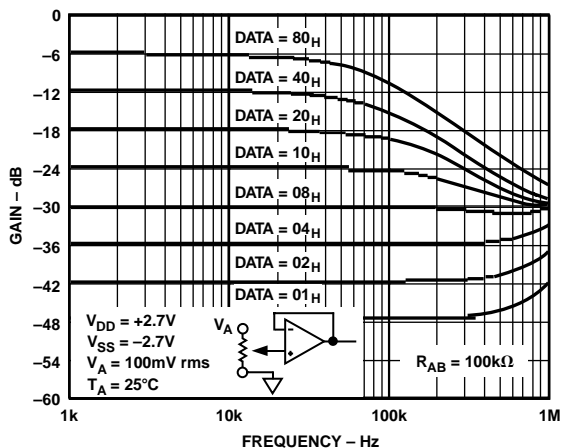 0
–6
–12
–18
–24
–30
–36
–42
–48
–54
–60
GAIN – dB
DATA = 80H
DATA = 40H
DATA = 20H
DATA = 10H
DATA = 08H
DATA = 04H
DATA = 02H
DATA = 01H
VDD = +2.7V
VSS = –2.7V
VA = 100mV rms
TA = 25°C
VA
–
+
RAB = 100kΩ
1k
10k
100k
1M
FREQUENCY – Hz